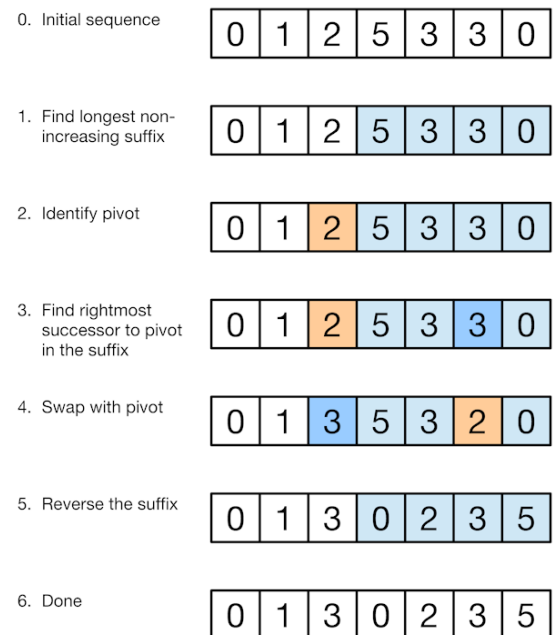 0. Initial sequence
0 1 2 5 3 3 0
1. Find longest non-
increasing suffix
0 1 2 5 3 3 0
2. Identify pivot
0 1 2 5 3 3 0
3. Find rightmost
successor to pivot
in the suffix
0 1 2 5 3 3 0
4. Swap with pivot
0 1 3 5 3 2 0
5. Reverse the suffix
0 1 3 0 2 3 5
6. Done
0 1 3 0 2 3 5